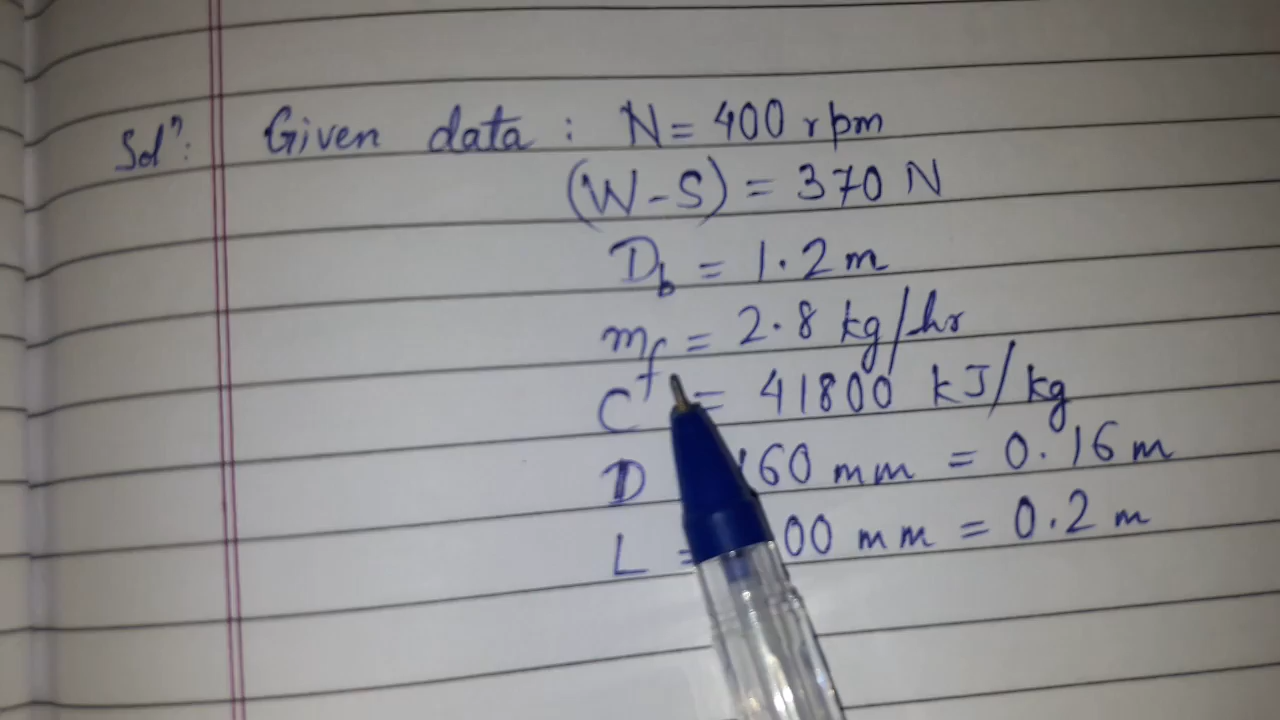 Solⁿ: Given data : N = 400 rpm
(W-S) = 370 N
D_b = 1.2 m
m_f = 2.8 kg/hr
C = 41800 kJ/kg
D 160 mm = 0.16 m
L = 00 mm = 0.2 m